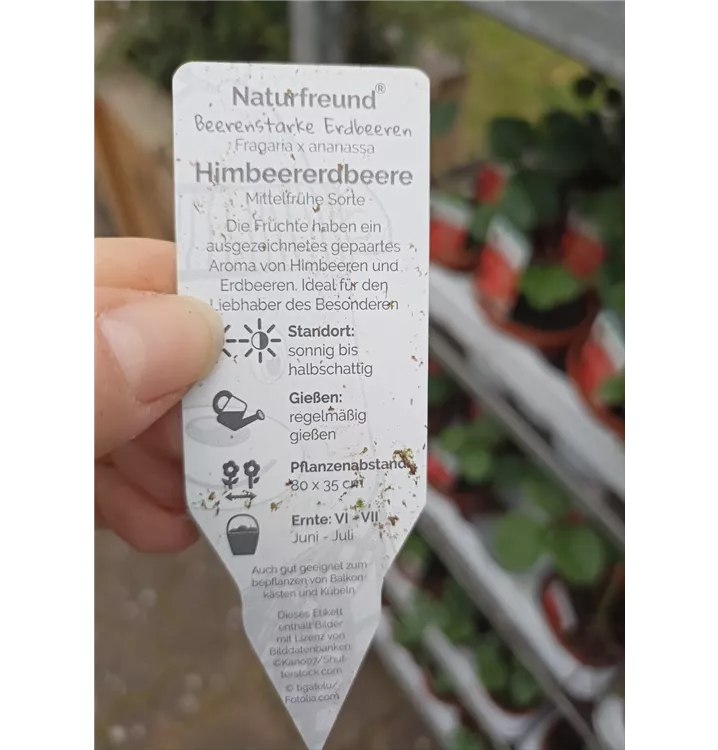 Naturfreund®
Beerenstarke Erdbeeren
Fragaria x ananassa
Himbeererdbeere
Mittelfrühe Sorte
Die Früchte haben ein
ausgezeichnetes gepaartes
Aroma von Himbeeren und
Erdbeeren. Ideal für den
Liebhaber des Besonderen
Standort:
sonnig bis
halbschattig
Gießen:
regelmäßig
gießen
Pflanzenabstand
80 x 35 cm
Ernte: VI - VII
Juni - Juli
Auch gut geeignet zum
bepflanzen von Balkon-
kästen und Kübeln
Dieses Etikett
enthält Bilder
mit Lizenz von
Bilddatenbanken:
©Kano07/Shut-
terstock.com
© tigatelu/
Fotolia.com